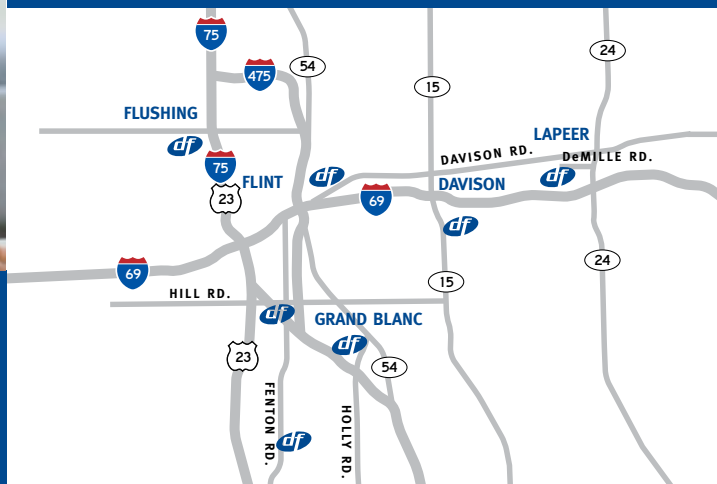 75
54
24
475
15
FLUSHING
LAPEER
df
DAVISON RD.
DeMILLE RD.
75
df
df
FLINT
DAVISON
23
69
df
24
69
15
HILL RD.
df
GRAND BLANC
df
23
54
FENTON RD.
HOLLY RD.
df